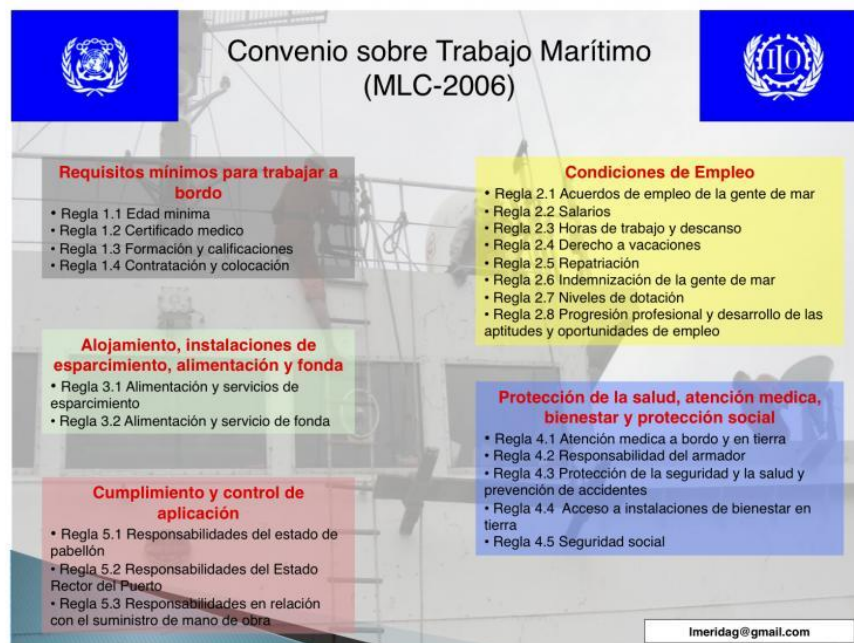 Convenio sobre Trabajo Marítimo
(MLC-2006)
ILO
Requisitos mínimos para trabajar a
bordo
• Regla 1.1 Edad minima
• Regla 1.2 Certificado medico
• Regla 1.3 Formación y calificaciones
• Regla 1.4 Contratación y colocación
Alojamiento, instalaciones de
esparcimiento, alimentación y fonda
• Regla 3.1 Alimentación y servicios de
esparcimiento
• Regla 3.2 Alimentación y servicio de fonda
Cumplimiento y control de
aplicación
• Regla 5.1 Responsabilidades del estado de
pabellón
• Regla 5.2 Responsabilidades del Estado
Rector del Puerto
• Regla 5.3 Responsabilidades en relación
con el suministro de mano de obra
Condiciones de Empleo
• Regla 2.1 Acuerdos de empleo de la gente de mar
• Regla 2.2 Salarios
• Regla 2.3 Horas de trabajo y descanso
• Regla 2.4 Derecho a vacaciones
• Regla 2.5 Repatriación
• Regla 2.6 Indemnización de la gente de mar
• Regla 2.7 Niveles de dotación
• Regla 2.8 Progresión profesional y desarrollo de las
aptitudes y oportunidades de empleo
Protección de la salud, atención medica,
bienestar y protección social
• Regla 4.1 Atención medica a bordo y en tierra
• Regla 4.2 Responsabilidad del armador
• Regla 4.3 Protección de la seguridad y la salud y
prevención de accidentes
• Regla 4.4 Acceso a instalaciones de bienestar en
tierra
• Regla 4.5 Seguridad social
lmeridag@gmail.com